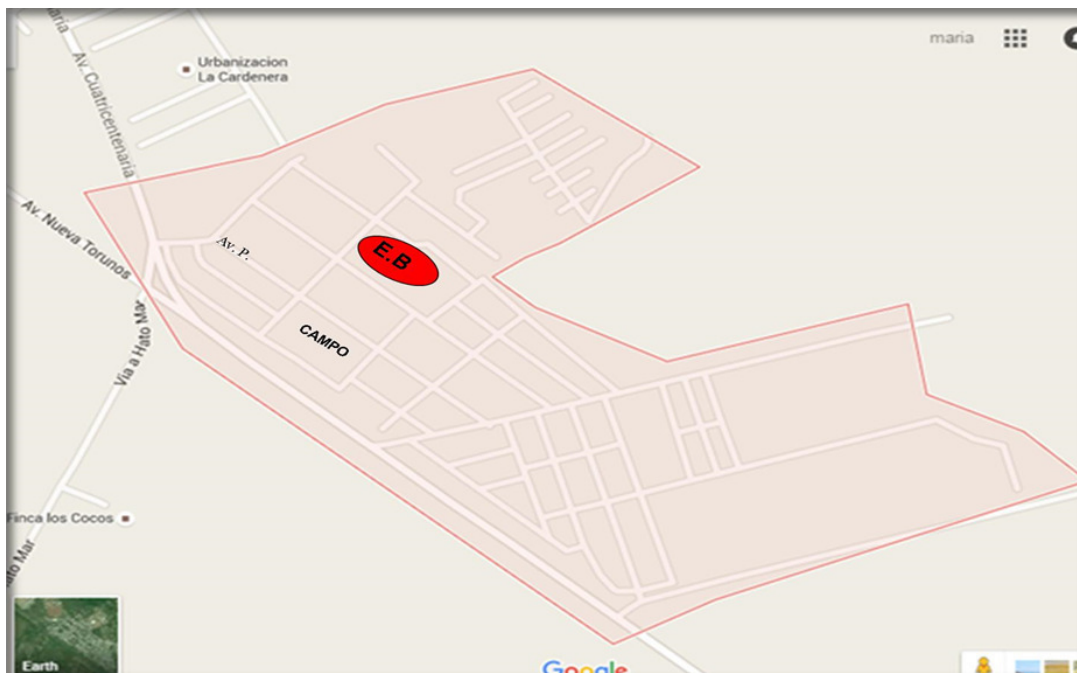 maria
Urbanizacion
La Cardenera
Av. Cuatricentenaria
Av. Nueva Torunos
Av. P.
E.B
CAMPO
Via a Hato Mar
Finca los Cocos
Hato Mar
Earth
Google